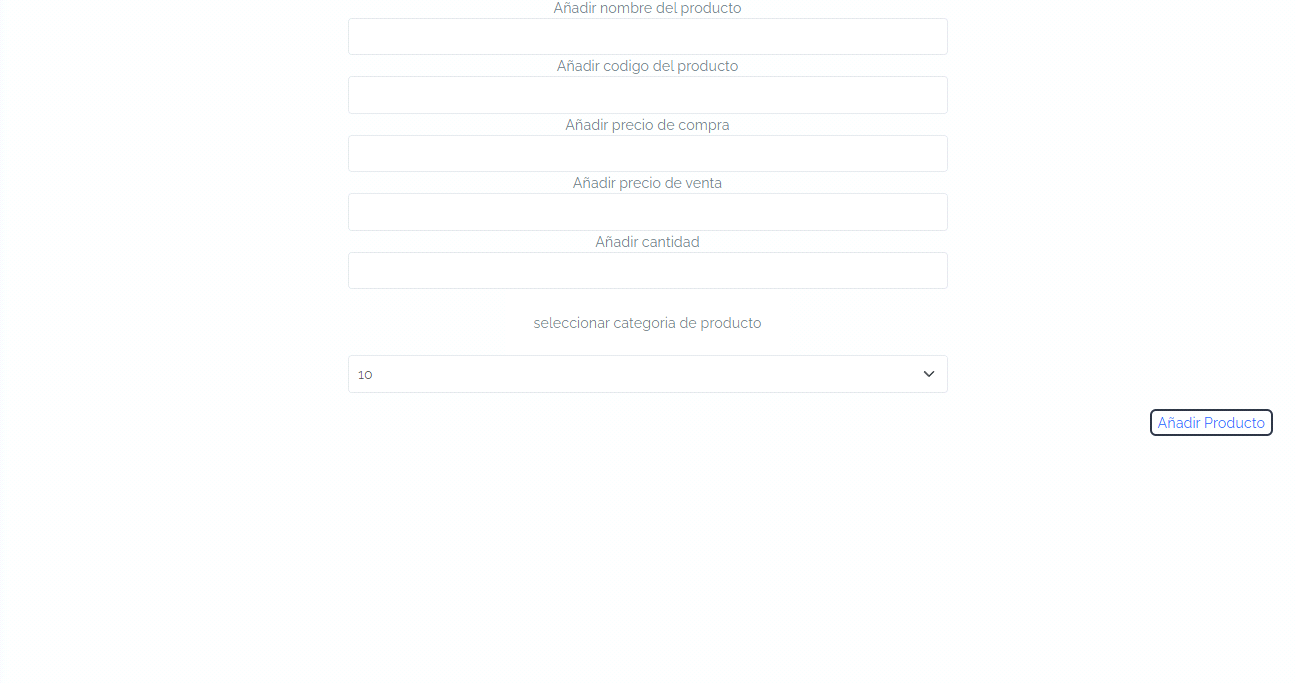 Añadir nombre del producto
Añadir codigo del producto
Añadir precio de compra
Añadir precio de venta
Añadir cantidad
seleccionar categoria de producto
10
Añadir Producto